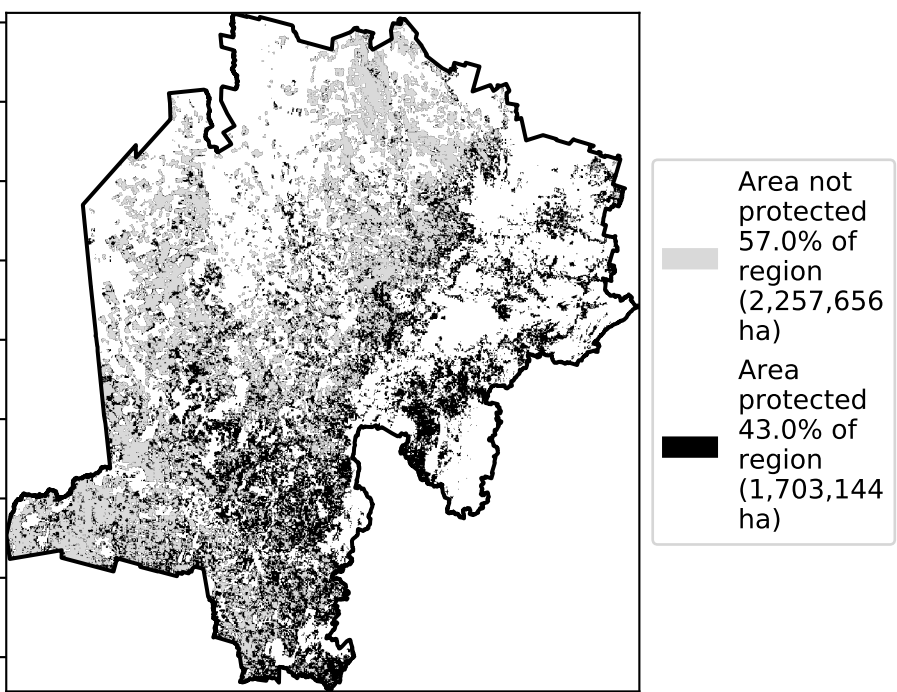 Area not
protected
57.0% of
region
(2,257,656
ha)
Area
protected
43.0% of
region
(1,703,144
ha)